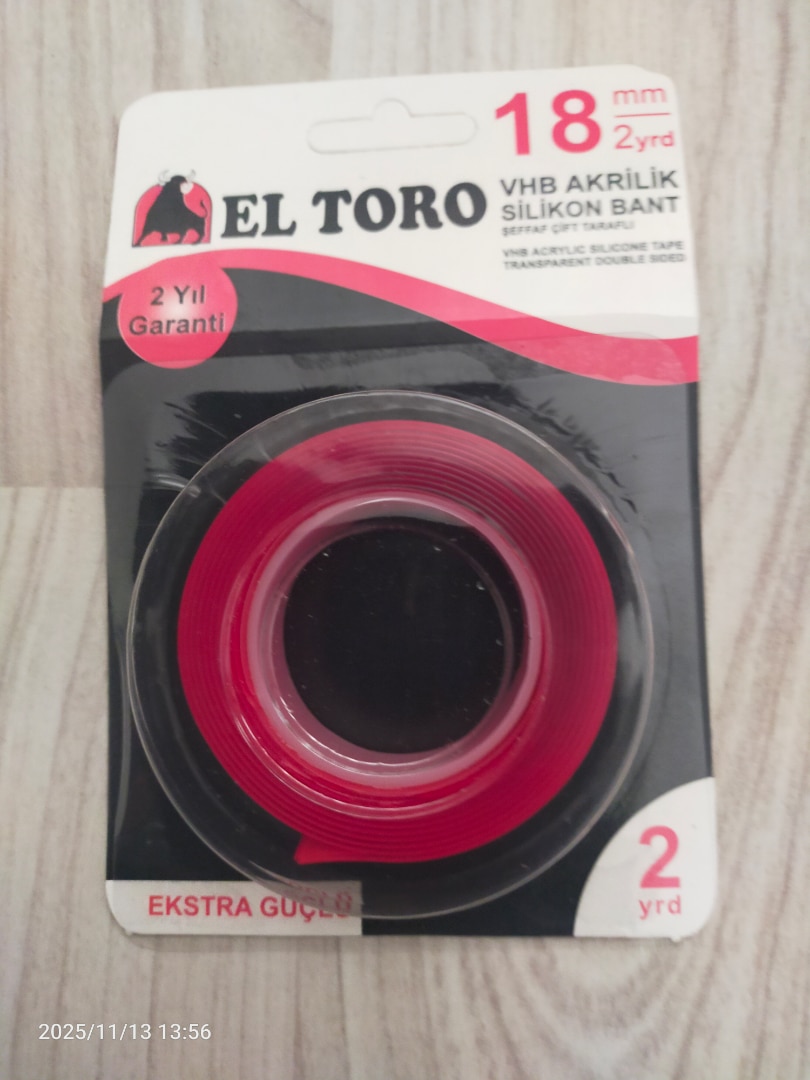 18 mm
2yrd
EL TORO
VHB AKRİLİK
SİLİKON BANT
ŞEFFAF ÇİFT TARAFLI
VHB ACRYLIC SILICONE TAPE
TRANSPARENT DOUBLE SIDED
2 Yıl
Garanti
2
yrd
EKSTRA GÜÇLÜ
2025/11/13 13:56